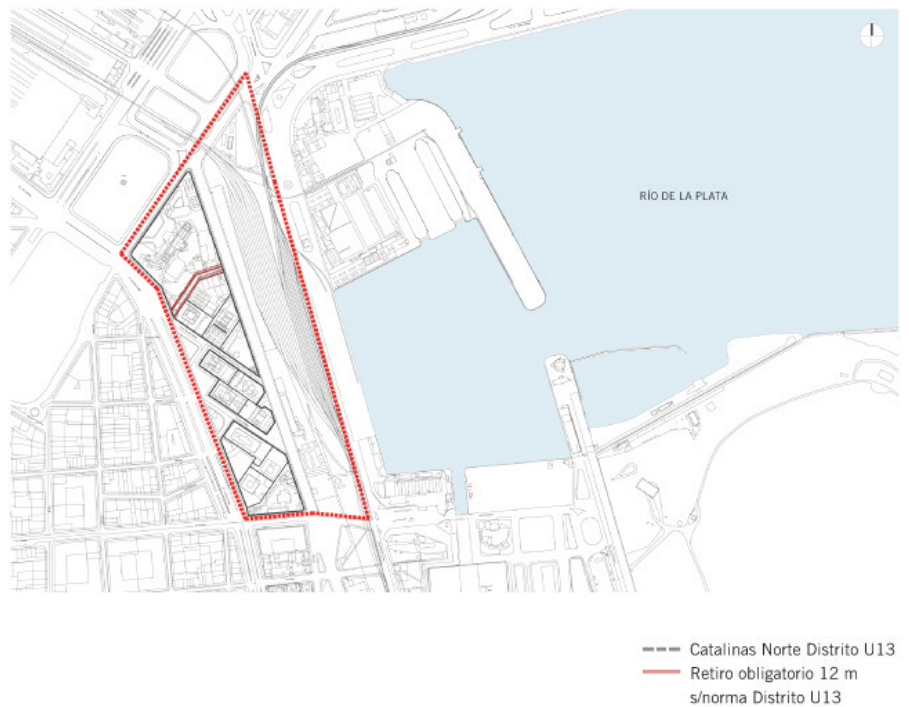 RÍO DE LA PLATA
Catalinas Norte Distrito U13
Retiro obligatorio 12 m
s/norma Distrito U13